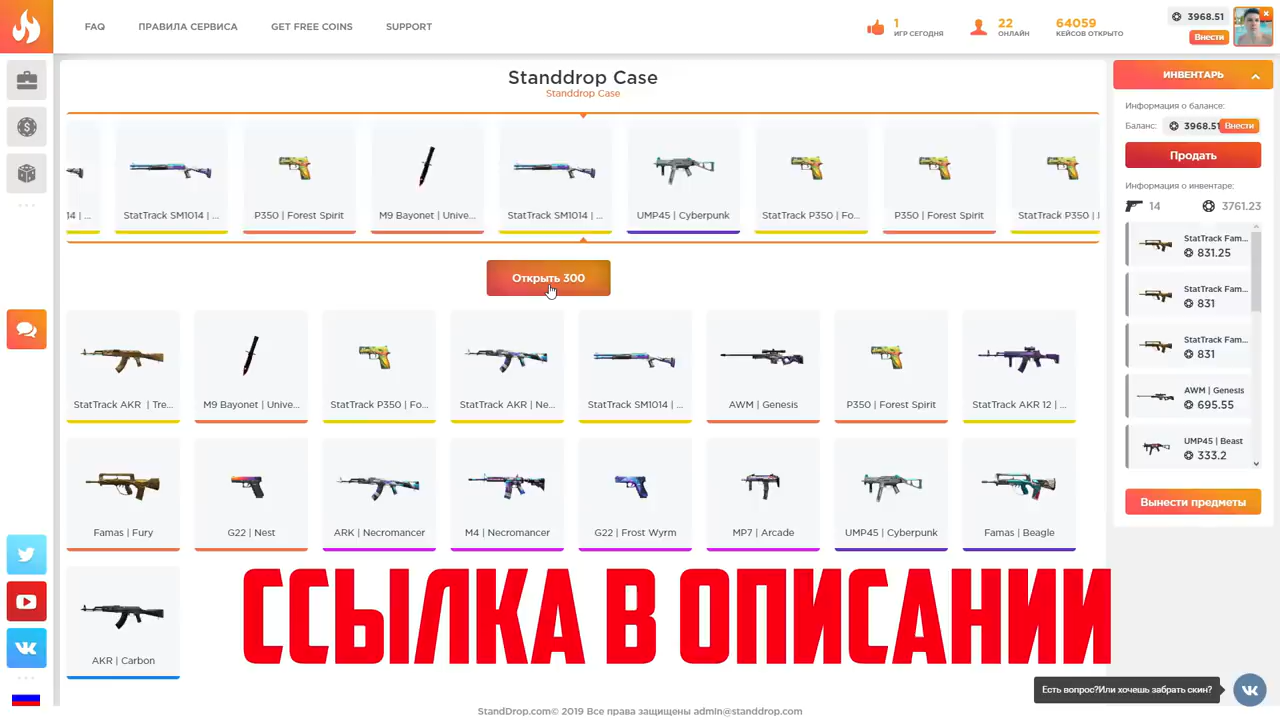 FAQ
ПРАВИЛА СЕРВИСА
GET FREE COINS
SUPPORT
1
ИГР СЕГОДНЯ
22
ОНЛАЙН
64059
КЕЙСОВ ОТКРЫТО
3968.51
Внести
Standdrop Case
Standdrop Case
14 | ...
StatTrack SM1014 | ...
P350 | Forest Spirit
M9 Bayonet | Unive...
StatTrack SM1014 | ...
UMP45 | Cyberpunk
StatTrack P350 | Fo...
P350 | Forest Spirit
StatTrack P350 |
Открыть 300
StatTrack AKR | Tre...
M9 Bayonet | Unive...
StatTrack P350 | Fo...
StatTrack AKR | Ne...
StatTrack SM1014 | ...
AWM | Genesis
P350 | Forest Spirit
StatTrack AKR 12 | ...
Famas | Fury
G22 | Nest
ARK | Necromancer
M4 | Necromancer
G22 | Frost Wyrm
MP7 | Arcade
UMP45 | Cyberpunk
Famas | Beagle
AKR | Carbon
ССЫЛКА В ОПИСАНИИ
ИНВЕНТАРЬ
Информация о балансе:
Баланс: 3968.51 Внести
Продать
Информация о инвентаре:
14 3761.23
StatTrack Fam...
831.25
StatTrack Fam...
831
StatTrack Fam...
831
AWM | Genesis
695.55
UMP45 | Beast
333.2
Вынести предметы
Есть вопрос?Или хочешь забрать скин?
StandDrop.com© 2019 Все права защищены admin@standdrop.com